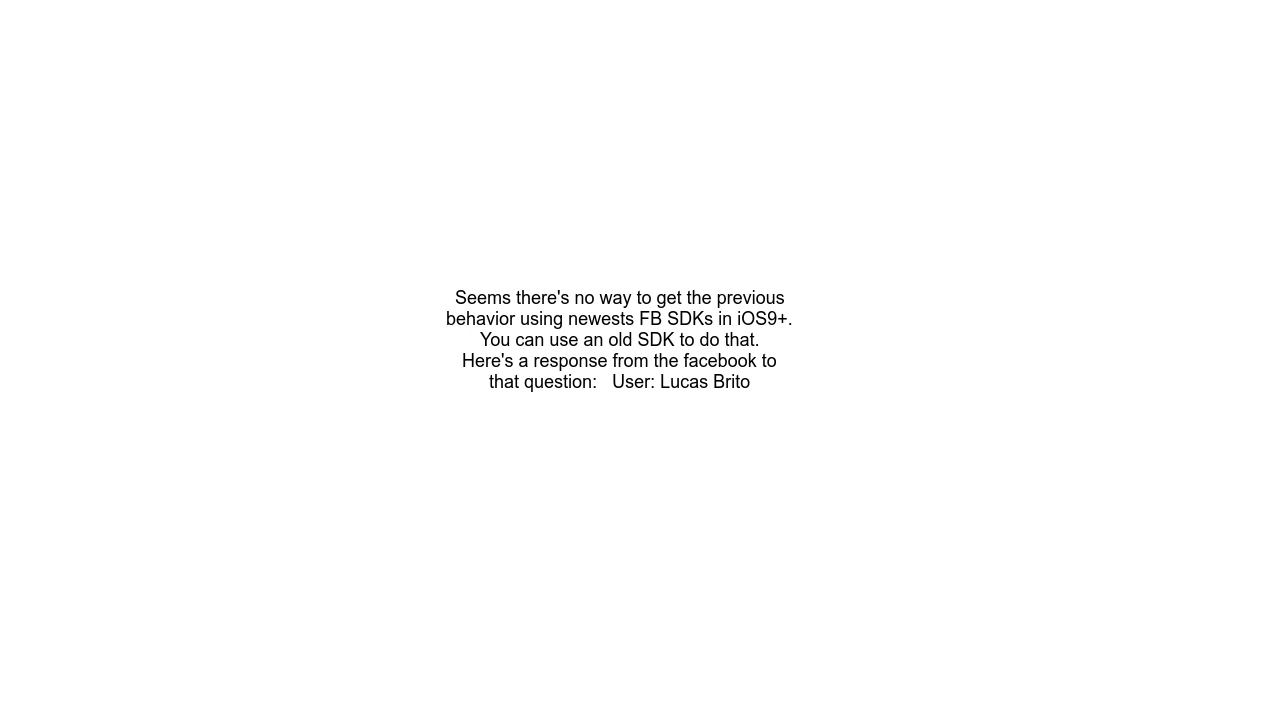 Seems there's no way to get the previous
behavior using newests FB SDKs in iOS9+.
You can use an old SDK to do that.
Here's a response from the facebook to
that question:   User: Lucas Brito